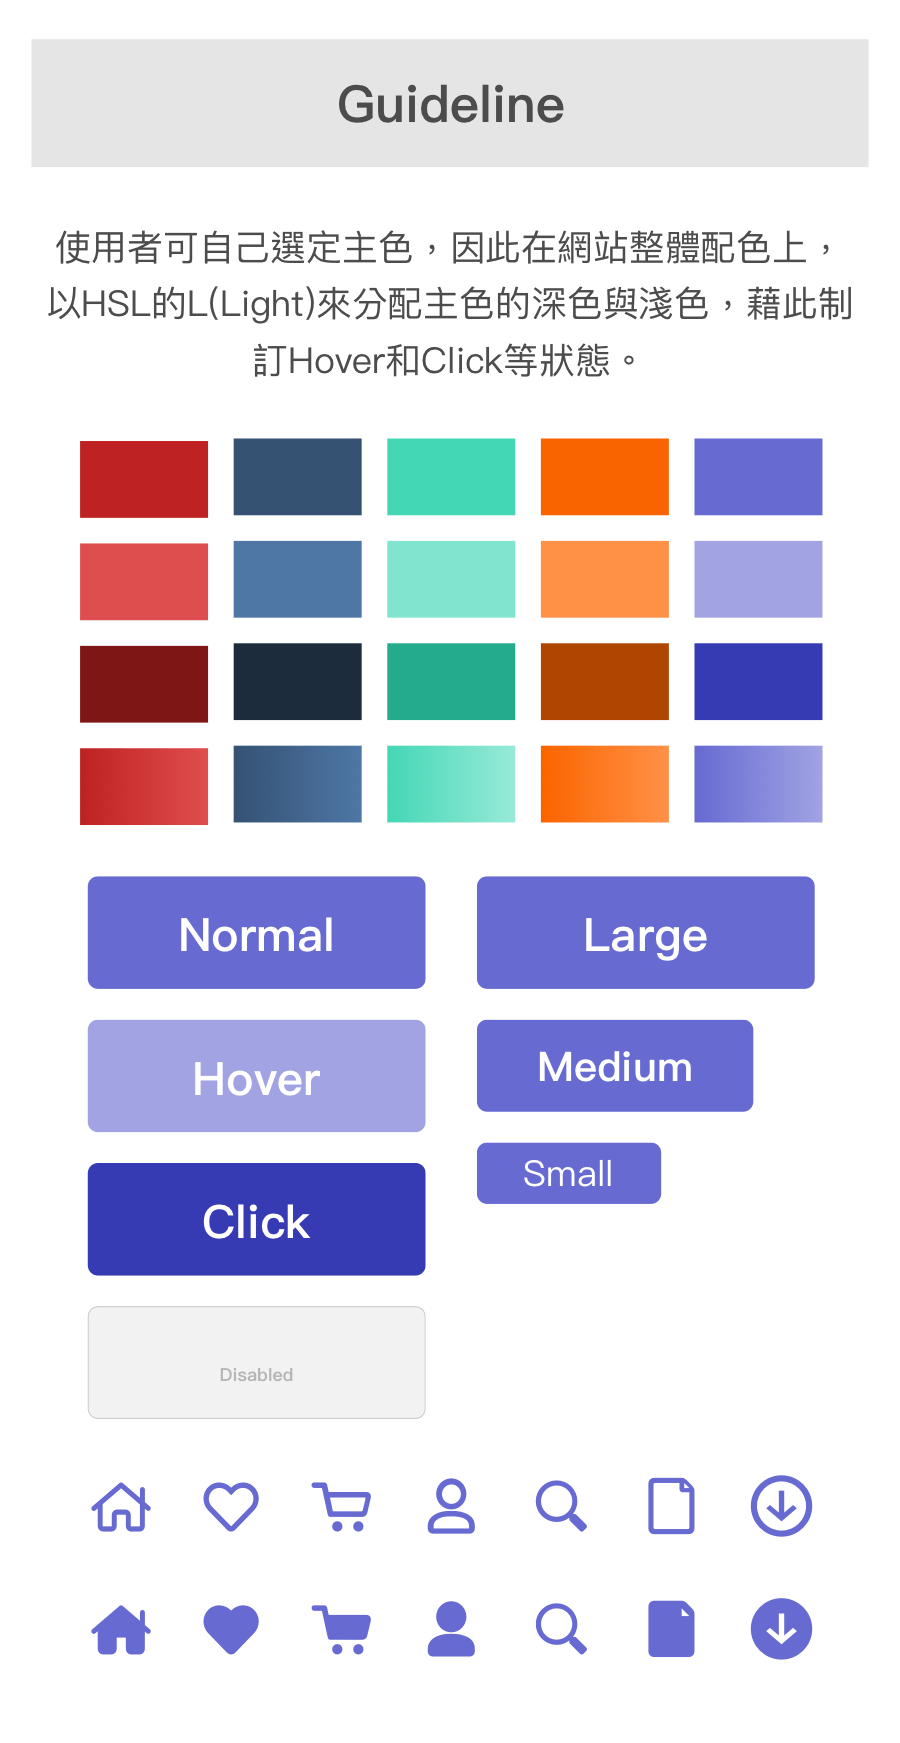 Guideline
使用者可自己選定主色，因此在網站整體配色上，
以HSL的L(Light)來分配主色的深色與淺色，藉此制
訂Hover和Click等狀態。
Normal
Large
Hover
Medium
Click
Small
Disabled